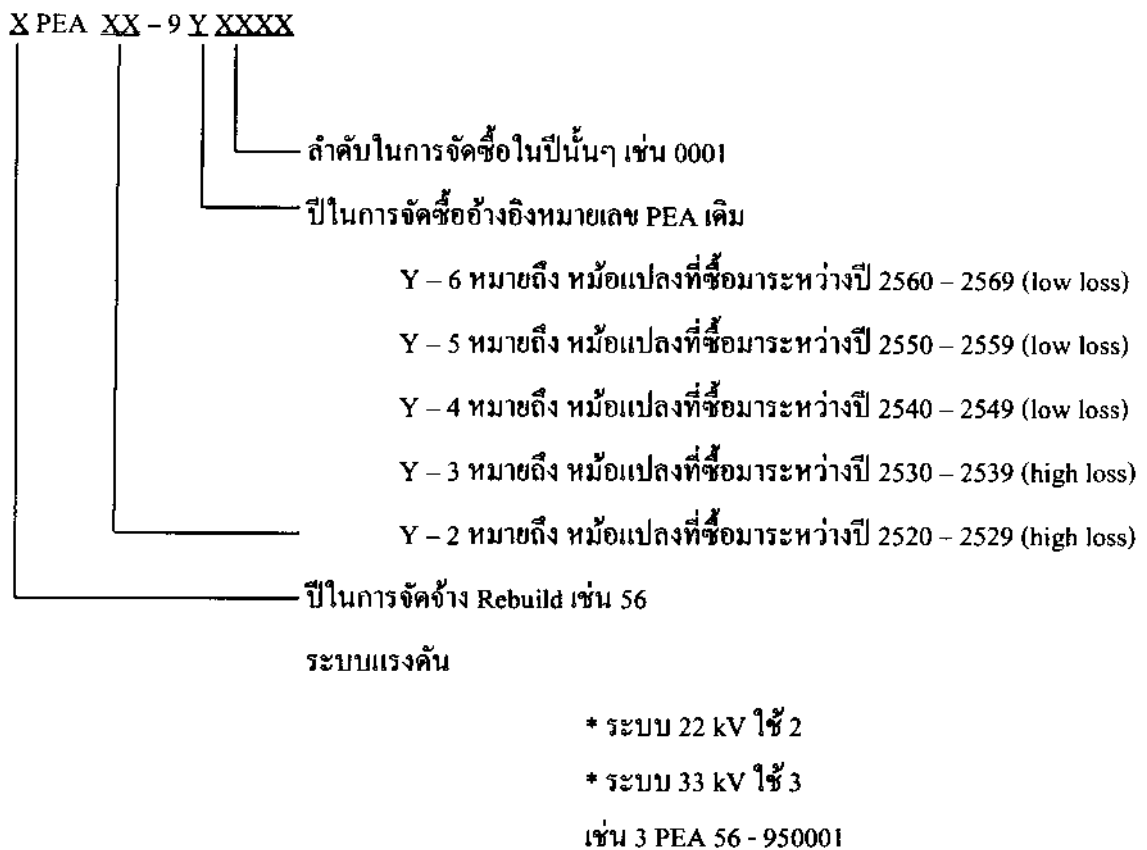 X PEA XX – 9 Y XXXX
ลำดับในการจัดซื้อในปีนั้นๆ เช่น 0001
ปีในการจัดซื้ออ้างอิงหมายเลข PEA เดิม
Y – 6 หมายถึง หม้อแปลงที่ซื้อมาระหว่างปี 2560 – 2569 (low loss)
Y – 5 หมายถึง หม้อแปลงที่ซื้อมาระหว่างปี 2550 – 2559 (low loss)
Y – 4 หมายถึง หม้อแปลงที่ซื้อมาระหว่างปี 2540 – 2549 (low loss)
Y – 3 หมายถึง หม้อแปลงที่ซื้อมาระหว่างปี 2530 – 2539 (high loss)
Y – 2 หมายถึง หม้อแปลงที่ซื้อมาระหว่างปี 2520 – 2529 (high loss)
ปีในการจัดจ้าง Rebuild เช่น 56
ระบบแรงดัน
* ระบบ 22 kV ใช้ 2
* ระบบ 33 kV ใช้ 3
เช่น 3 PEA 56 - 950001